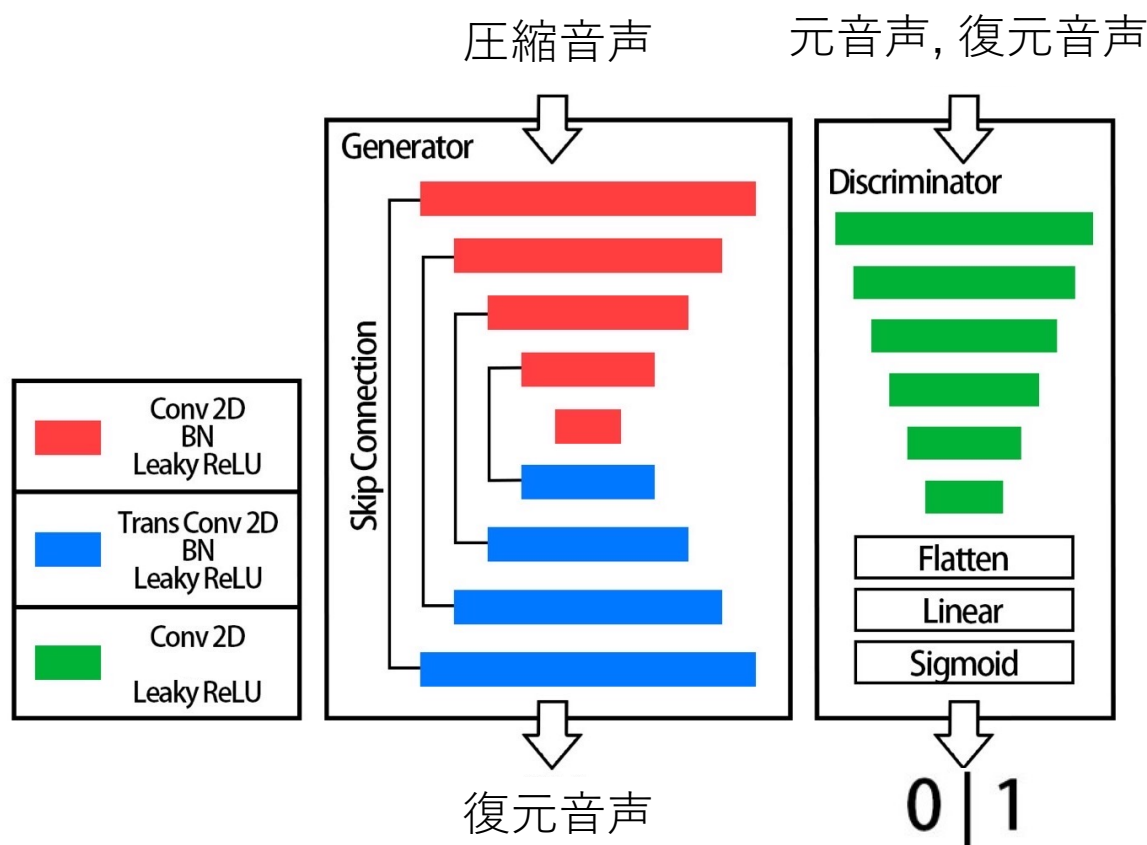 圧縮音声
元音声, 復元音声
Generator
Discriminator
Skip Connection
Conv 2D
BN
Leaky ReLU
Trans Conv 2D
BN
Leaky ReLU
Conv 2D
Leaky ReLU
Flatten
Linear
Sigmoid
復元音声
0 | 1